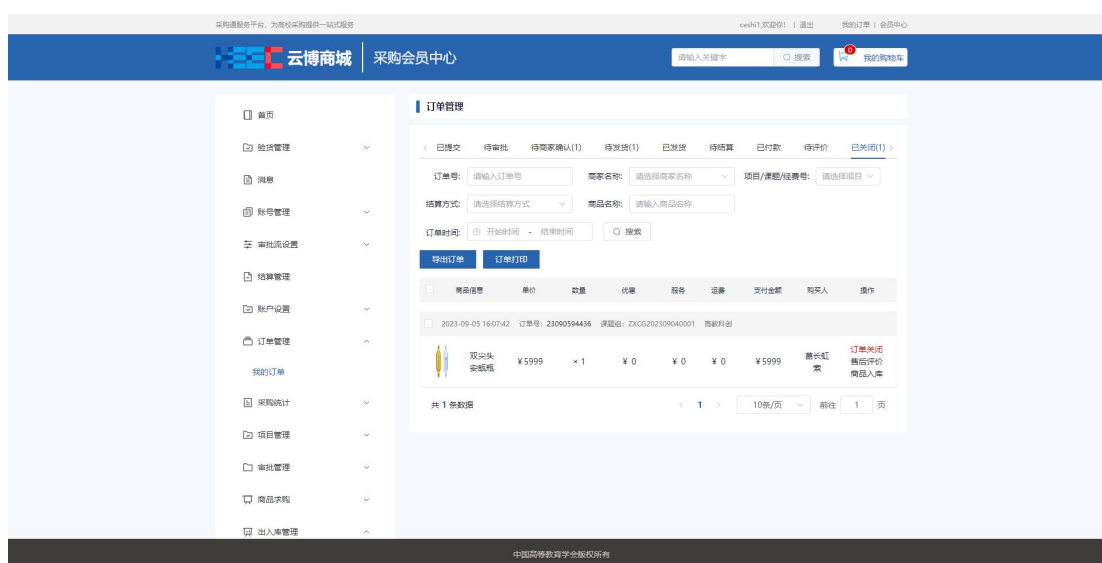 采购通服务平台，为高校采购提供一站式服务
ceshi1,欢迎你! | 退出 我的订单 | 会员中心
HEEC 云博商城 采购会员中心 请输入关键字 搜索 0 我的购物车
首页
验货管理
消息
账号管理
审批流设置
结算管理
账户设置
订单管理
我的订单
采购统计
项目管理
审批管理
商品求购
出入库管理
订单管理
已提交 待审批 待商家确认(1) 待发货(1) 已发货 待结算 已付款 待评价 已关闭(1)
订单号: 请输入订单号 商家名称: 请选择商家名称 项目/课题/经费号: 请选择项目
结算方式: 请选择结算方式 商品名称: 请输入商品名称
订单时间: 开始时间 - 结束时间 搜索
导出订单 订单打印
商品信息 单价 数量 优惠 服务 运费 支付金额 购买人 操作
2023-09-05 16:07:42 订单号: 23090594436 课题组: ZXCG202309040001 高教科创
双尖头安瓿瓶 ¥5999 ×1 ¥ 0 ¥ 0 ¥ 0 ¥5999 葛长虹 订单关闭
售后评价
商品入库
共 1 条数据 < 1 > 10条/页 前往 1 页
中国高等教育学会版权所有